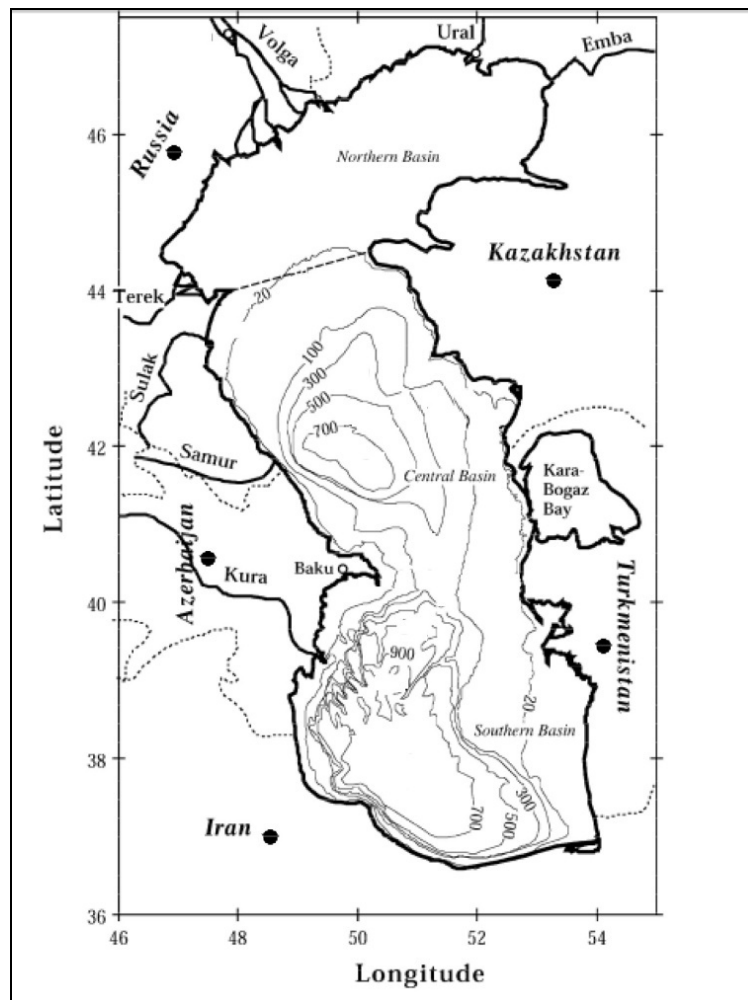 Ural
Emba
Volga
46
Russia
Northern Basin
Kazakhstan
44
Terek
20
100
300
500
700
Sulak
42
Samur
Central Basin
Kara-
Bogaz
Bay
Latitude
Azerbaijan
Baku
Kura
Turkmenistan
40
900
20
Southern Basin
38
Iran
700
500
300
36
46
48
50
52
54
Longitude